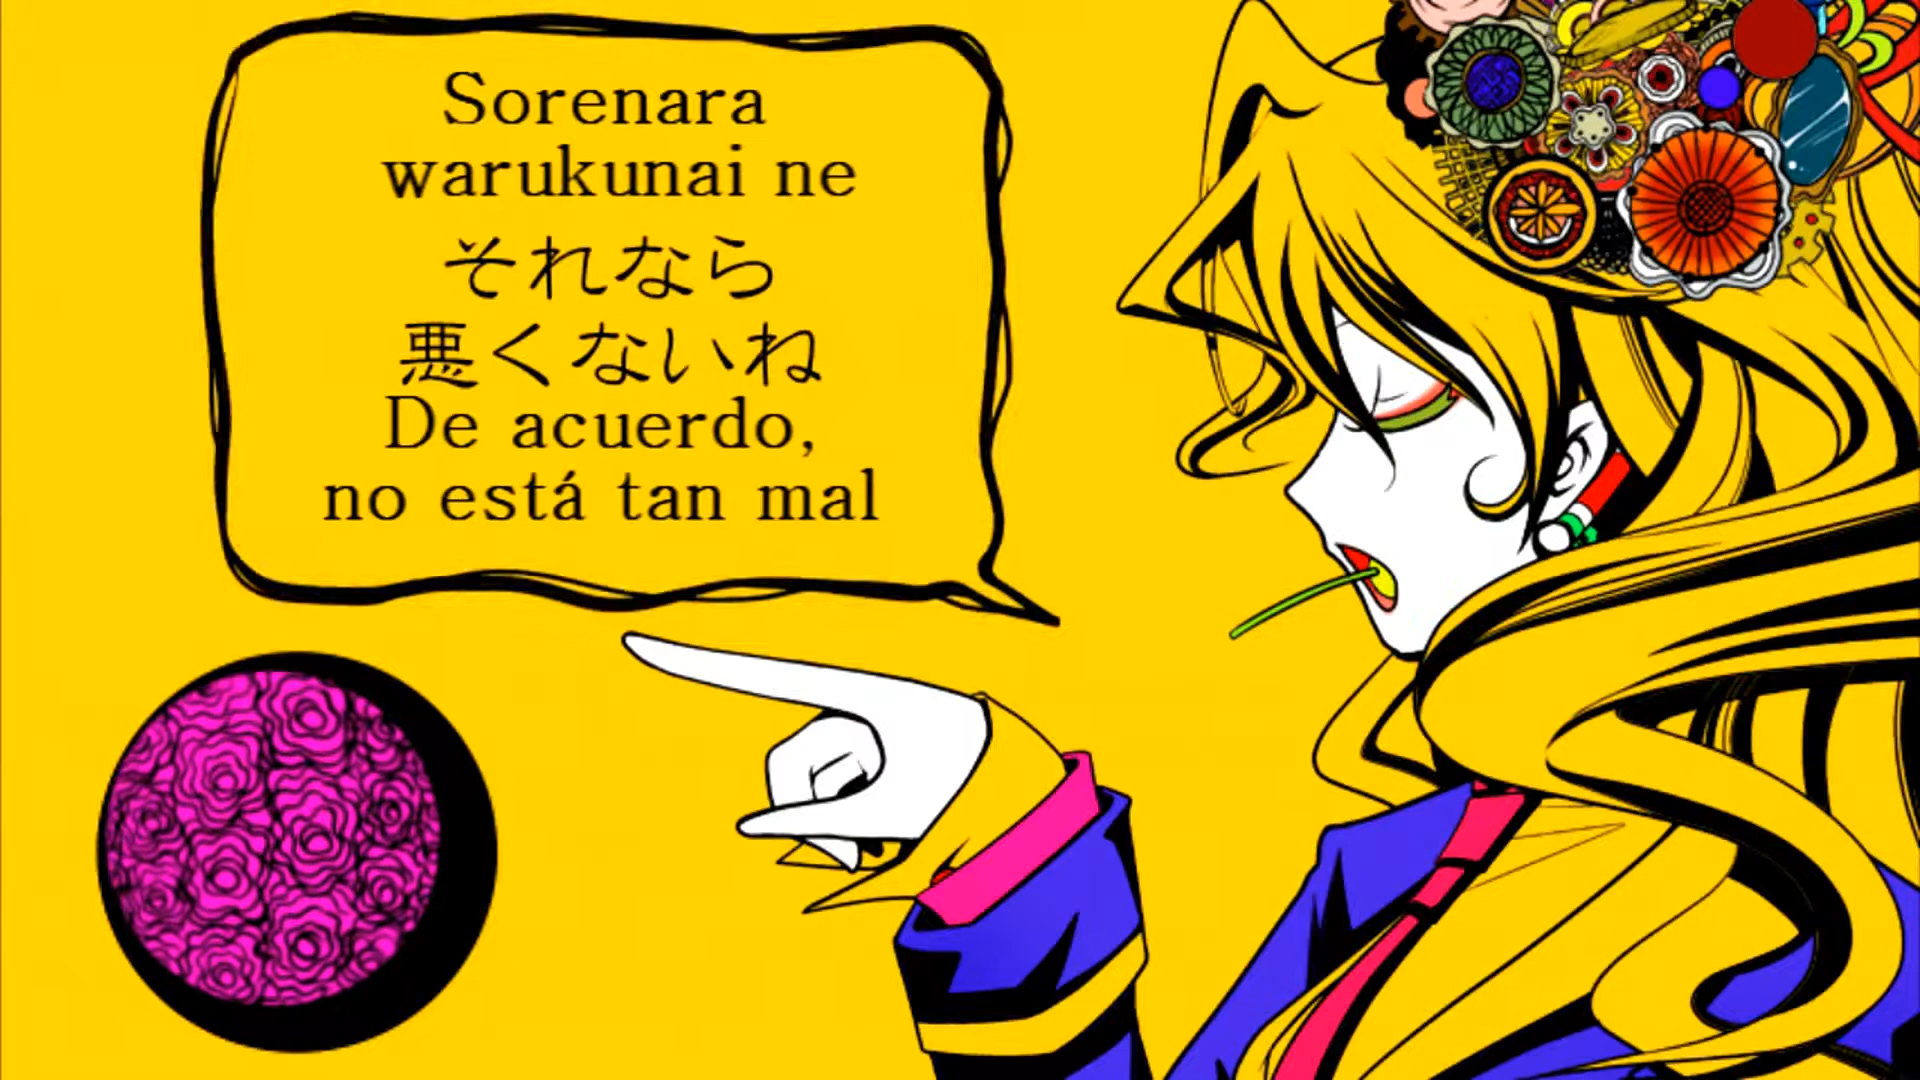 Sorenara
warukunai ne
それなら
悪くないね
De acuerdo,
no está tan mal